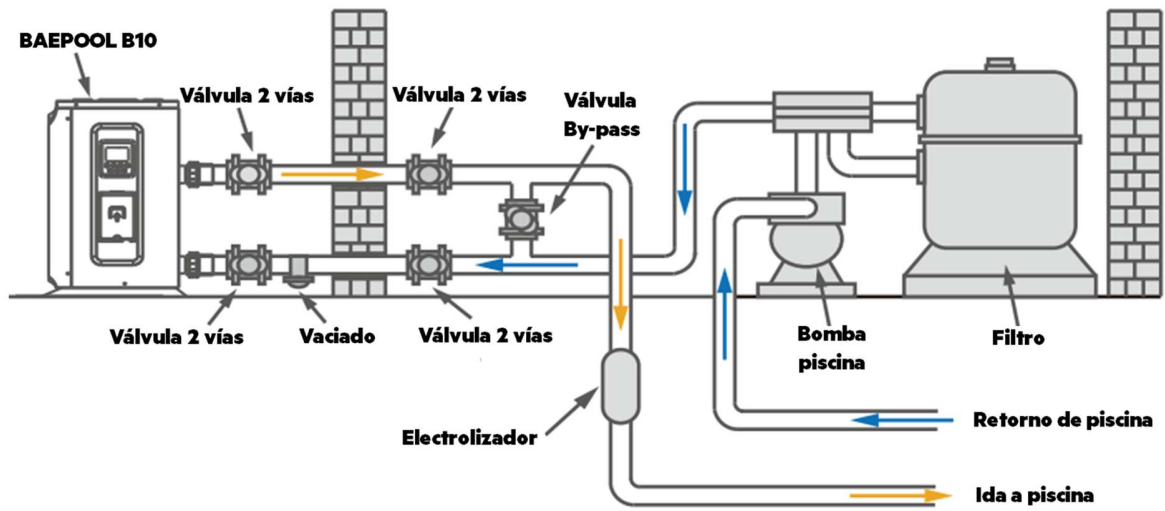 BAEPOOL B10
Válvula 2 vías
Válvula 2 vías
Válvula
By-pass
Válvula 2 vías
Vaciado
Válvula 2 vías
Bomba
piscina
Filtro
Electrolizador
Retorno de piscina
Ida a piscina